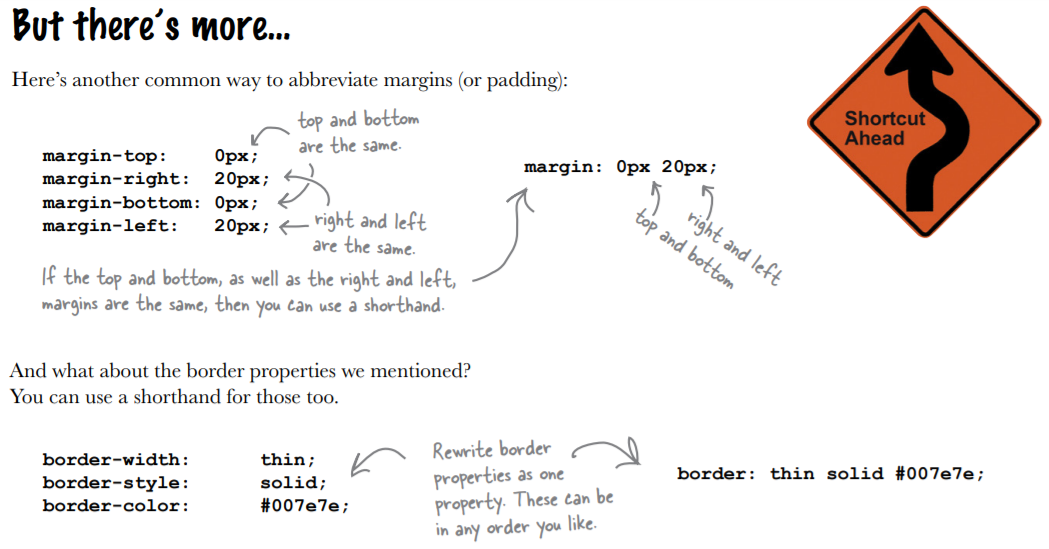 But there's more...
Here's another common way to abbreviate margins (or padding):
Shortcut
Ahead
top and bottom
are the same.
margin-top: 0px;
margin-right: 20px;
margin-bottom: 0px;
margin-left: 20px;
right and left
are the same.
If the top and bottom, as well as the right and left,
margins are the same, then you can use a shorthand.
margin: 0px 20px;
top and bottom
right and left
And what about the border properties we mentioned?
You can use a shorthand for those too.
border-width: thin;
border-style: solid;
border-color: #007e7e;
Rewrite border
properties as one
property. These can be
in any order you like.
border: thin solid #007e7e;